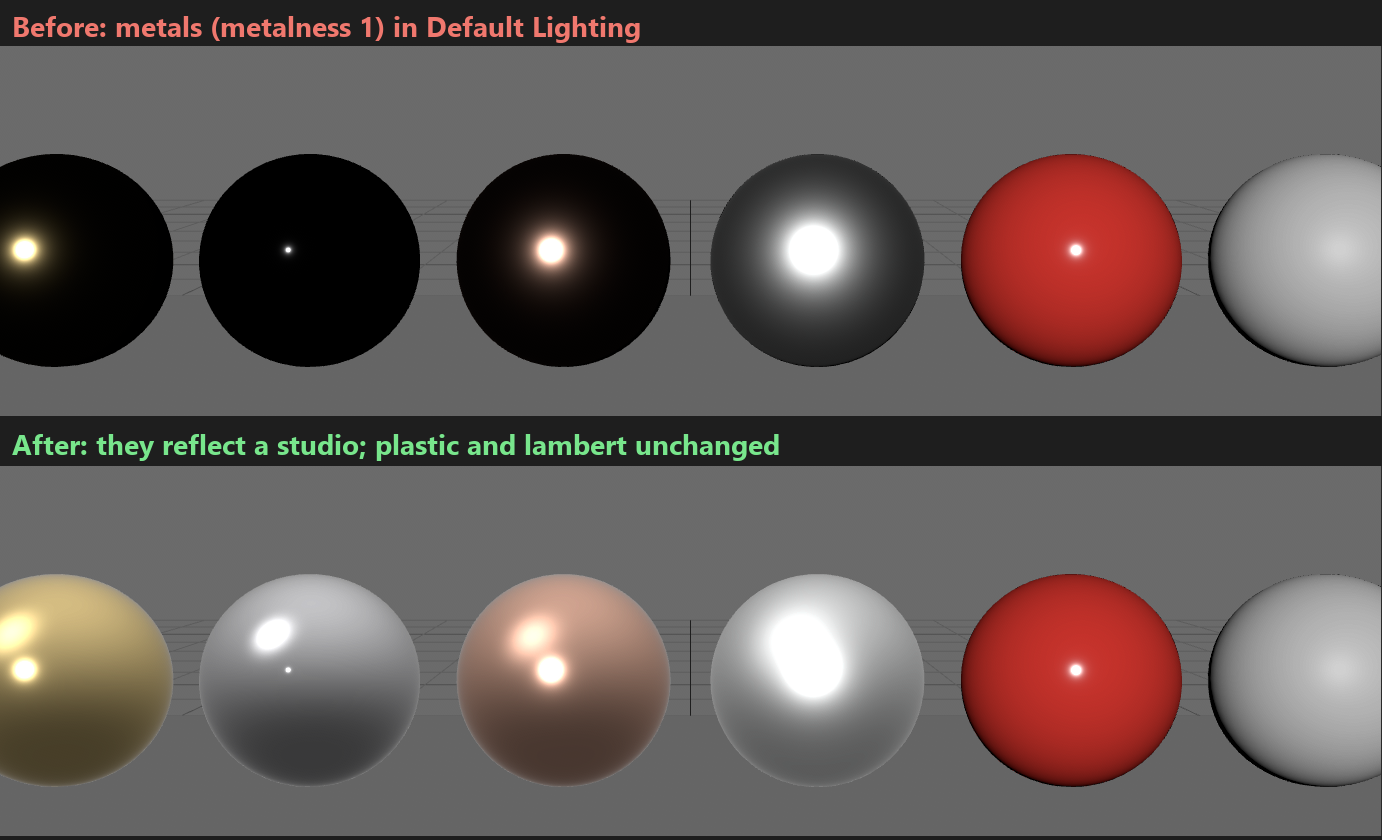 Before: metals (metalness 1) in Default Lighting
After: they reflect a studio; plastic and lambert unchanged